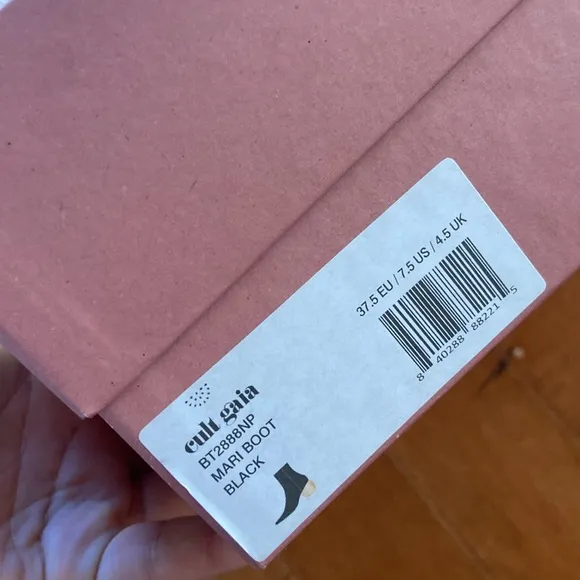 cult gaia
BT2888NP
MARI BOOT
BLACK
37.5 EU / 7.5 US / 4.5 UK
8 40288 88221 5